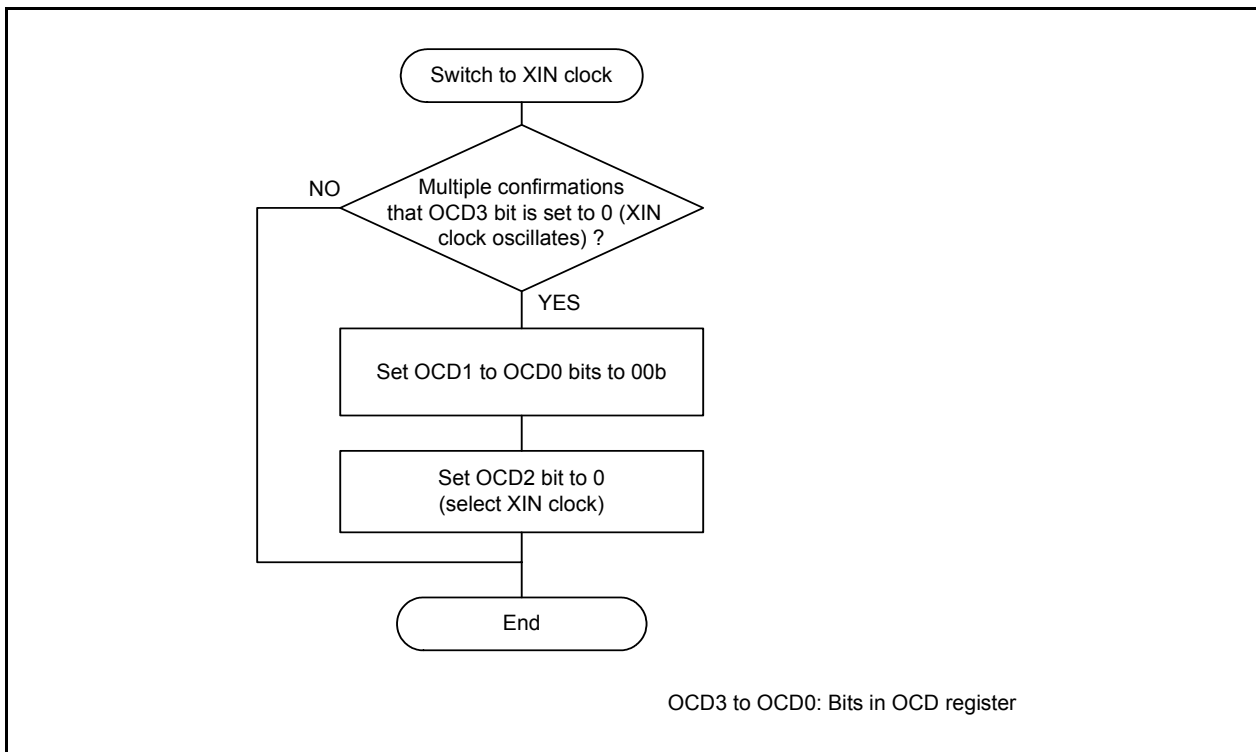 Switch to XIN clock
NO
Multiple confirmations
that OCD3 bit is set to 0 (XIN
clock oscillates) ?
YES
Set OCD1 to OCD0 bits to 00b
Set OCD2 bit to 0
(select XIN clock)
End
OCD3 to OCD0: Bits in OCD register